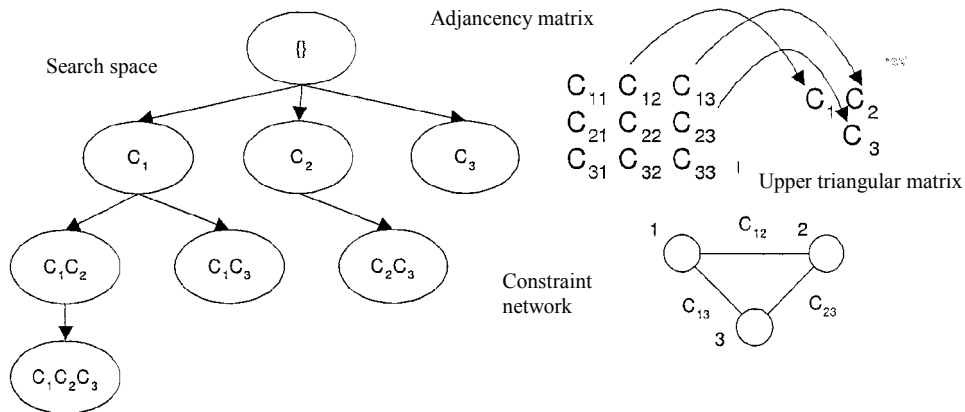 Adjancency matrix
Search space
{}
C₁₁ C₁₂ C₁₃
C₂₁ C₂₂ C₂₃
C₃₁ C₃₂ C₃₃
C₁ C₂
C₃
Upper triangular matrix
C₁
C₂
C₃
C₁C₂
C₁C₃
C₂C₃
C₁C₂C₃
Constraint
network
1
C₁₂
2
C₁₃
C₂₃
3